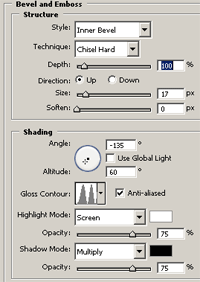 Bevel and Emboss
Structure
Style: Inner Bevel
Technique: Chisel Hard
Depth: 100 %
Direction: Up Down
Size: 17 px
Soften: 0 px
Shading
Angle: -135 °
Use Global Light
Altitude: 60 °
Gloss Contour: Anti-aliased
Highlight Mode: Screen
Opacity: 75 %
Shadow Mode: Multiply
Opacity: 75 %